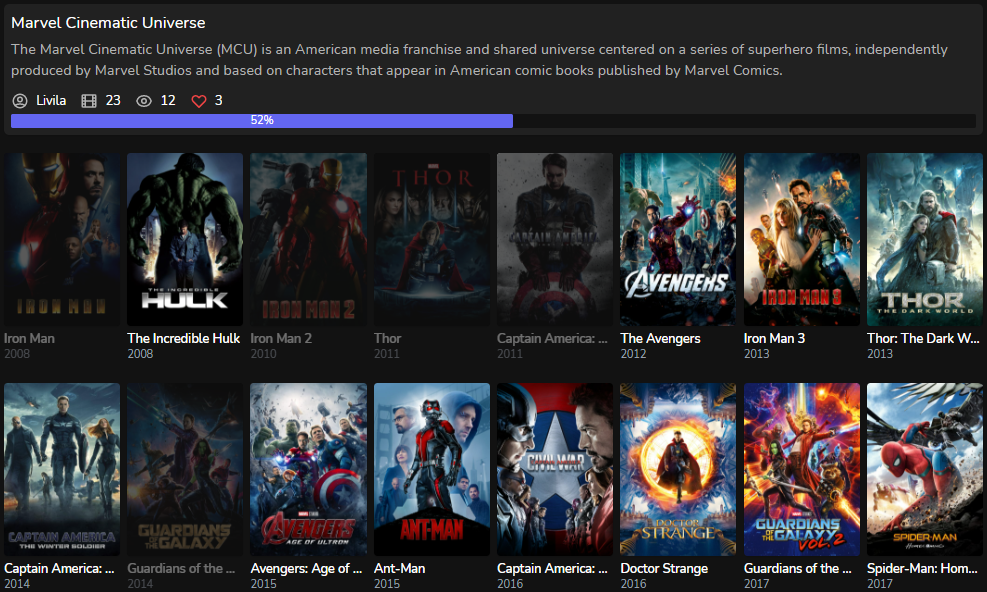 Marvel Cinematic Universe
The Marvel Cinematic Universe (MCU) is an American media franchise and shared universe centered on a series of superhero films, independently
produced by Marvel Studios and based on characters that appear in American comic books published by Marvel Comics.
Livila 23 12 3
52%
IRON MAN
THE INCREDIBLE
HULK
IRON MAN 2
THOR
CAPTAIN AMERICA
AVENGERS
IRON MAN 3
THOR
THE DARK WORLD
Iron Man The Incredible Hulk Iron Man 2 Thor Captain America: ... The Avengers Iron Man 3 Thor: The Dark W...
2008 2008 2010 2011 2011 2012 2013 2013
CAPTAIN AMERICA
THE WINTER SOLDIER
GUARDIANS
OF THE GALAXY
AVENGERS
AGE OF ULTRON
ANT-MAN
CIVIL WAR
DOCTOR
STRANGE
GUARDIANS
OF THE GALAXY
VOL. 2
SPIDER-MAN
HOMECOMING
Captain America: ... Guardians of the ... Avengers: Age of ... Ant-Man Captain America: ... Doctor Strange Guardians of the ... Spider-Man: Hom...
2014 2014 2015 2015 2016 2016 2017 2017